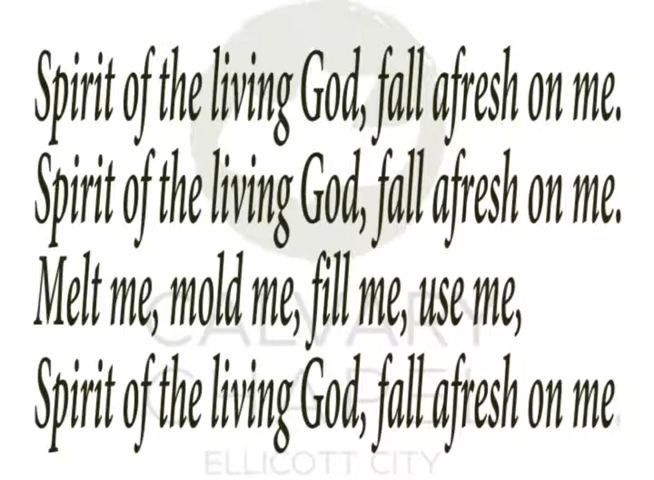 Spirit of the living God, fall afresh on me.
Spirit of the living God, fall afresh on me.
Melt me, mold me, fill me, use me,
CALVARY
Spirit of the living God, fall afresh on me.
CHAPEL
ELLICOTT CITY